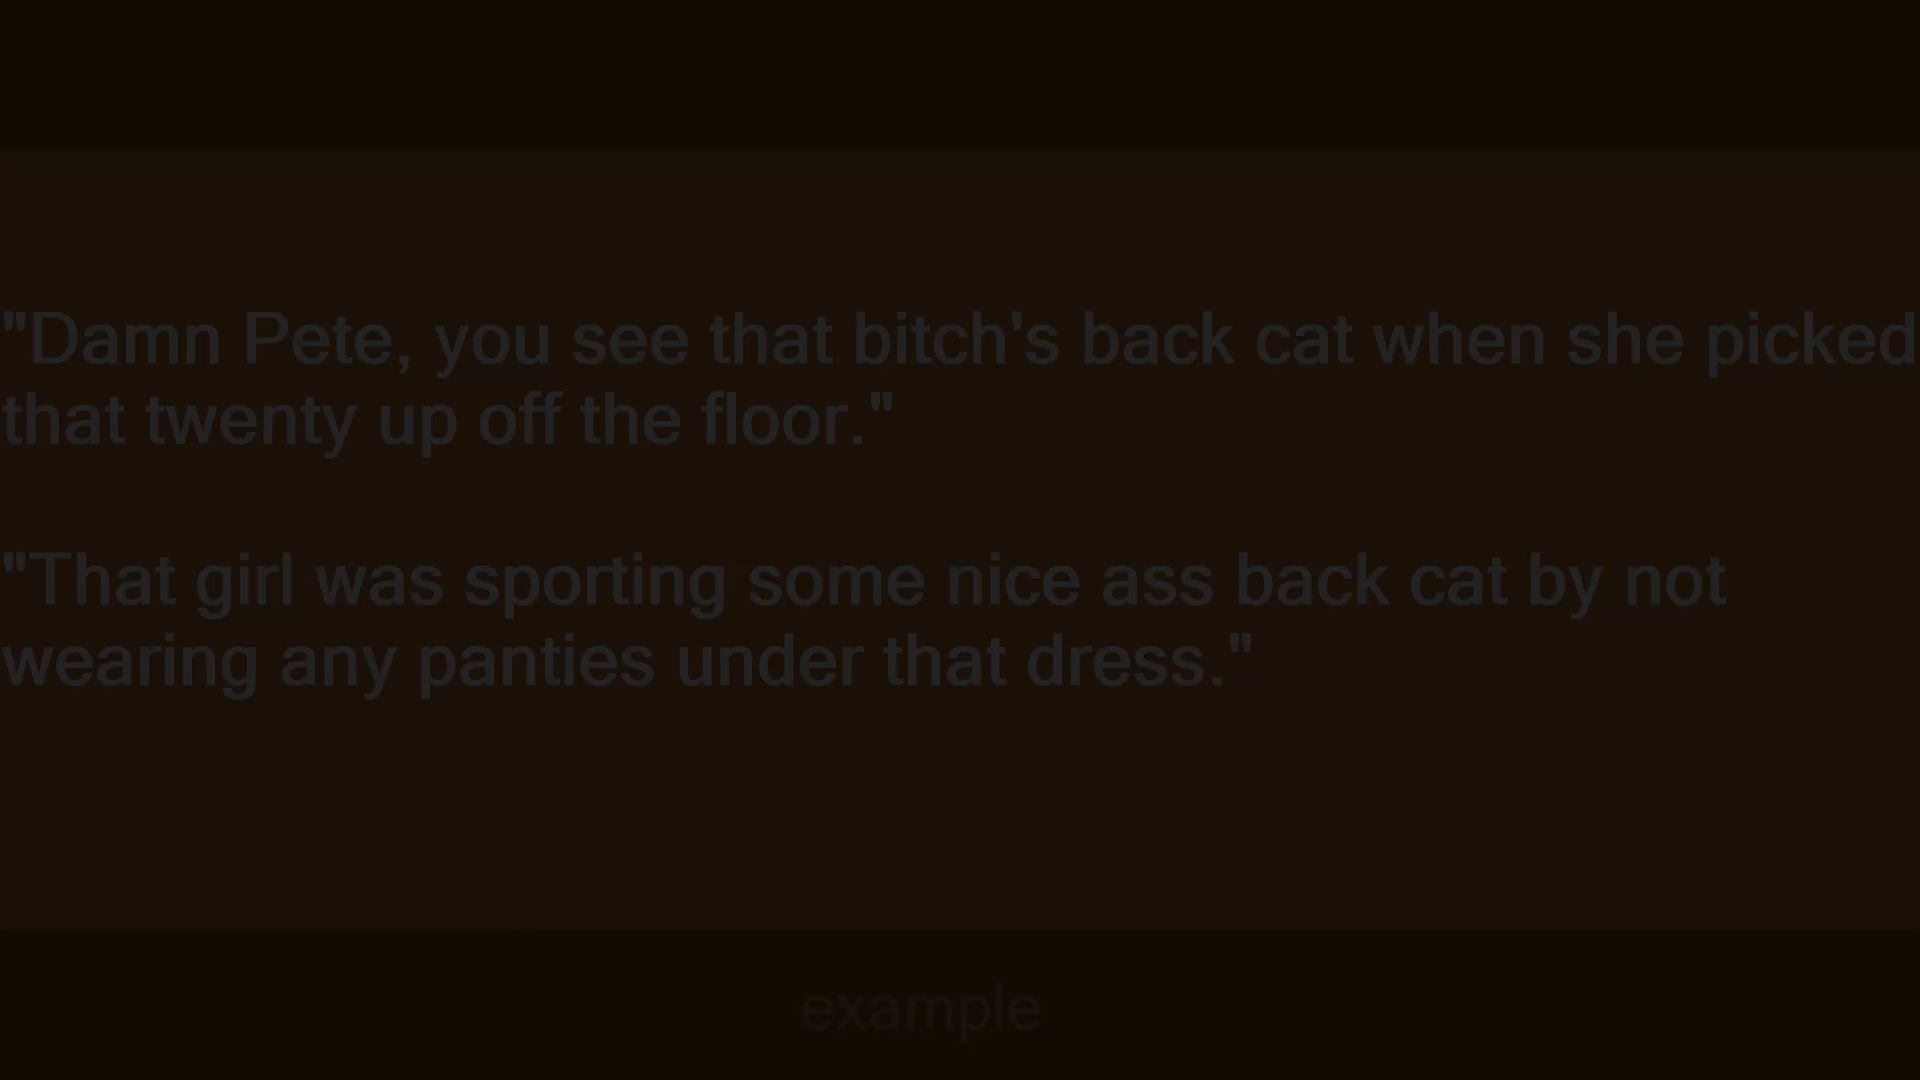 "Damn Pete, you see that bitch's back cat when she picked
that twenty up off the floor."
"That girl was sporting some nice ass back cat by not
wearing any panties under that dress."
example